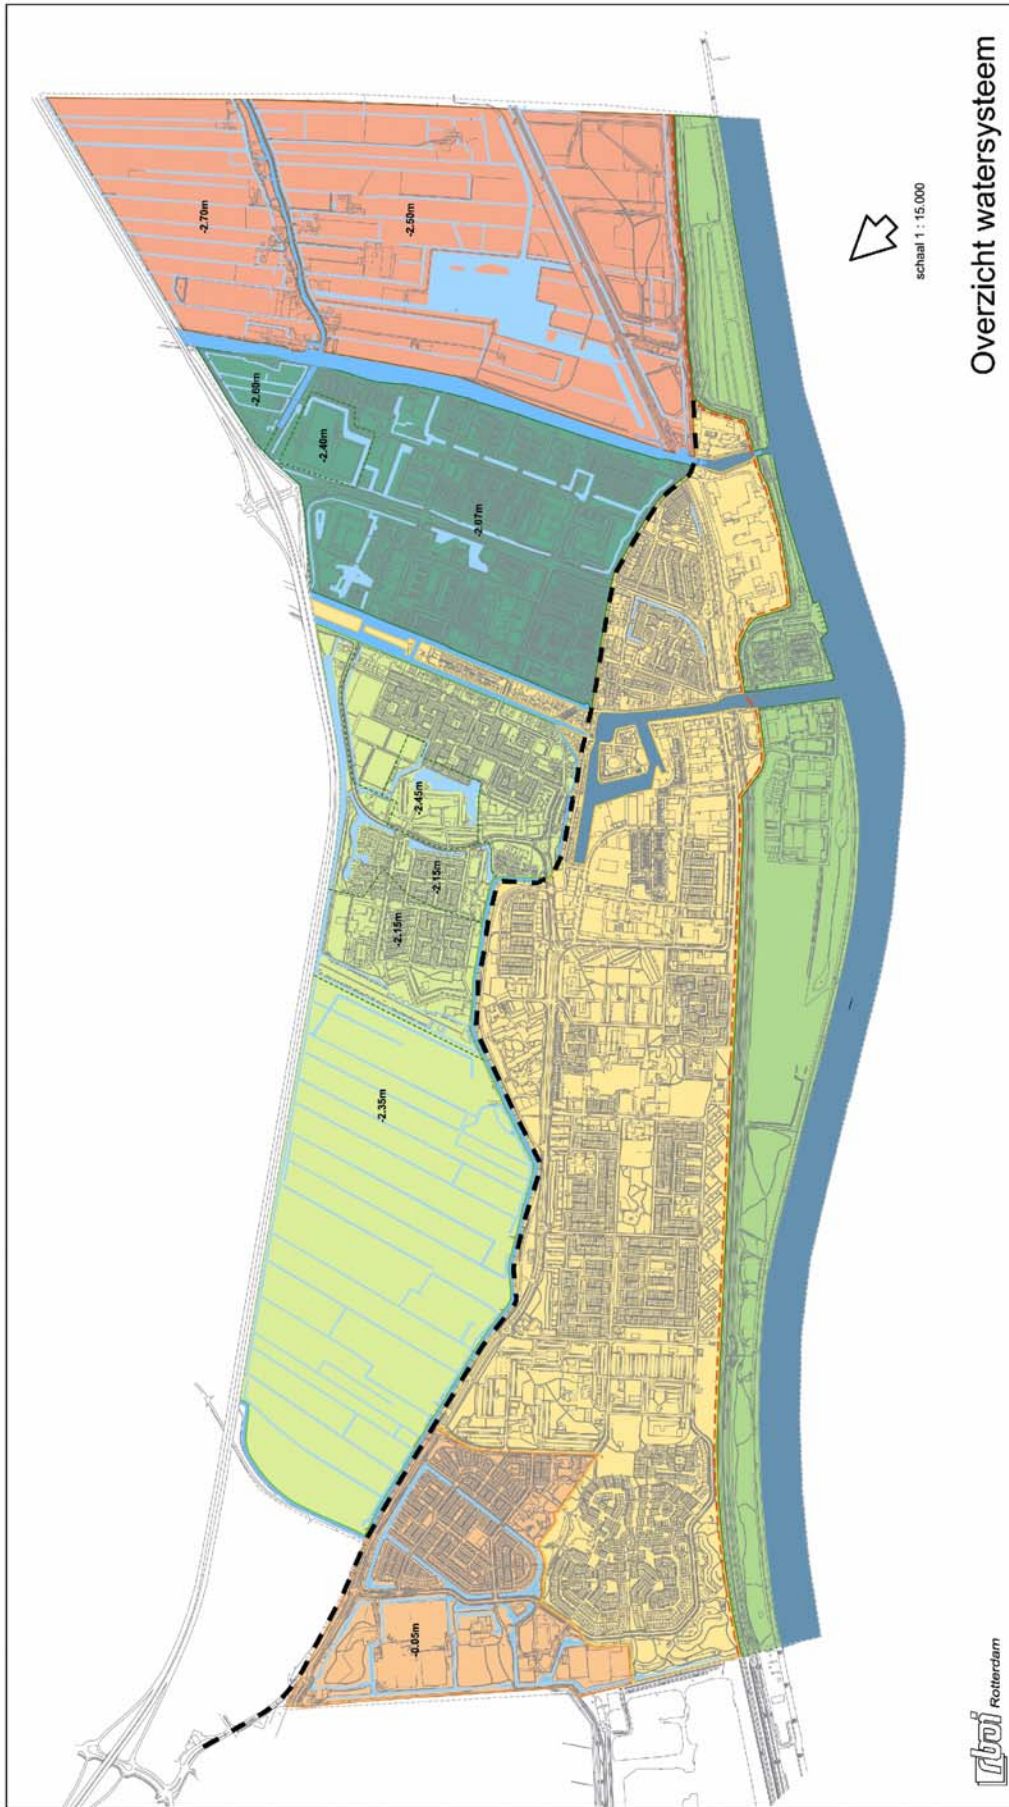 -2.70m
-2.50m
-2.60m
-2.40m
-2.07m
-2.45m
-2.15m
-2.15m
-2.35m
-0.05m
schaal 1 : 15.000
Overzicht watersysteem
rboi Rotterdam